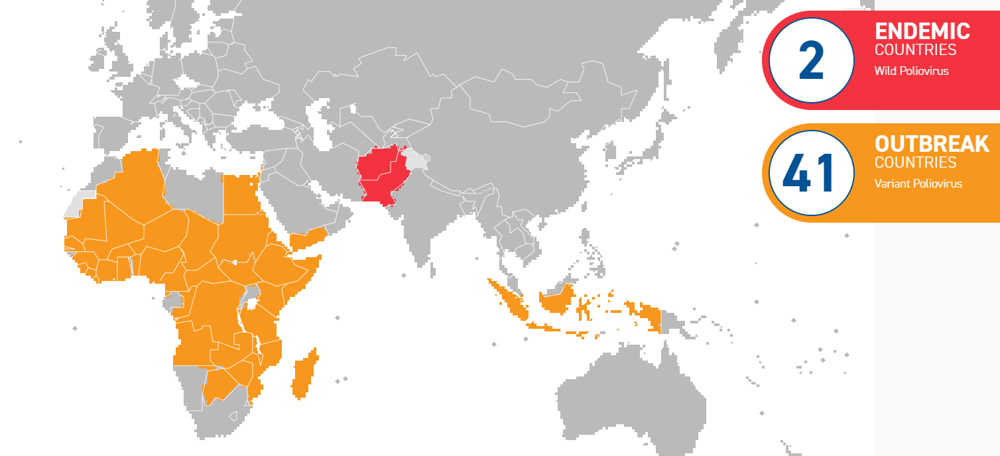 2
ENDEMIC
COUNTRIES
Wild Poliovirus
41
OUTBREAK
COUNTRIES
Variant Poliovirus